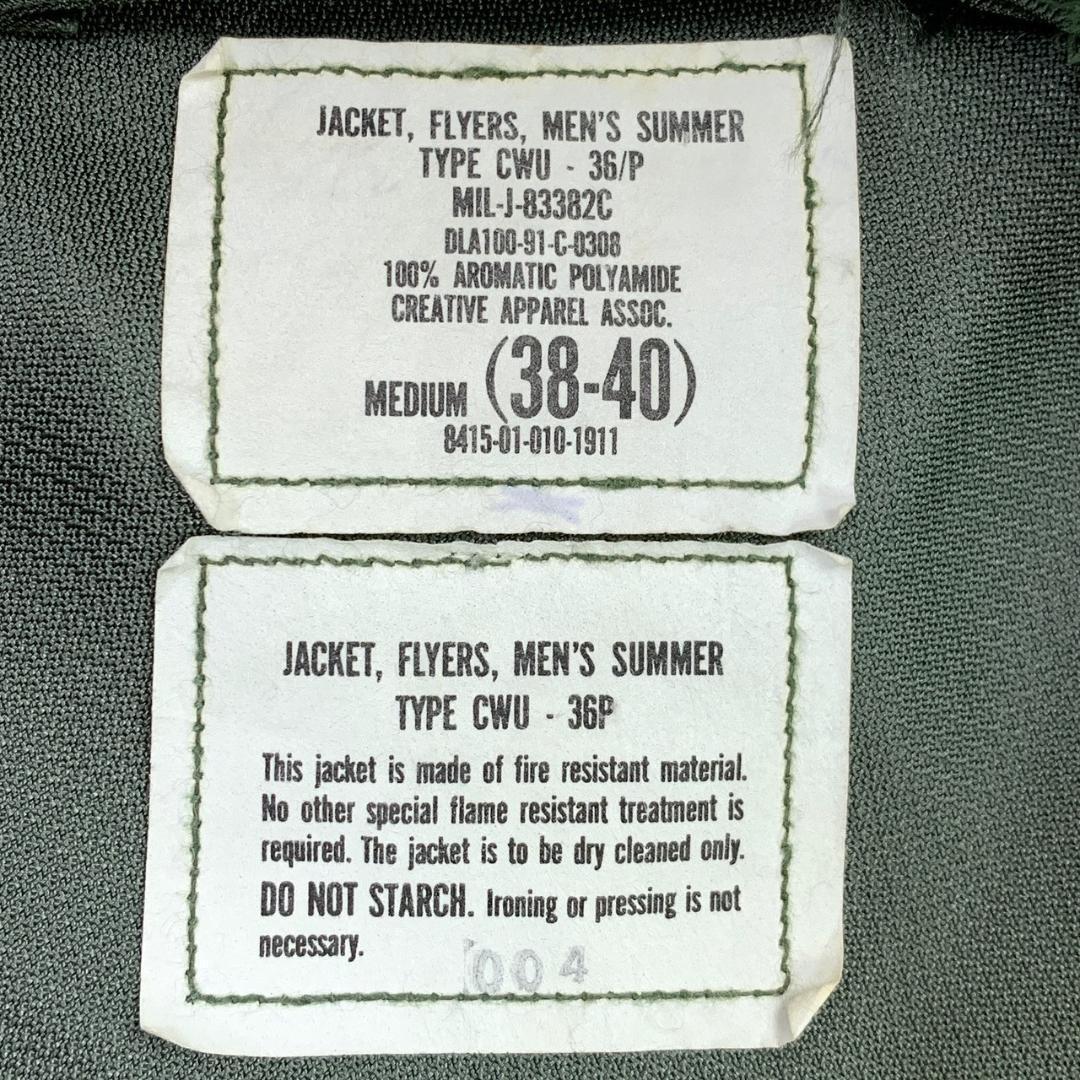 JACKET, FLYERS, MEN'S SUMMER
TYPE CWU - 36/P
MIL-J-83382C
DLA100-91-C-0308
100% AROMATIC POLYAMIDE
CREATIVE APPAREL ASSOC.
MEDIUM (38-40)
8415-01-010-1911
JACKET, FLYERS, MEN'S SUMMER
TYPE CWU - 36P
This jacket is made of fire resistant material.
No other special flame resistant treatment is
required. The jacket is to be dry cleaned only.
DO NOT STARCH. Ironing or pressing is not
necessary.
004